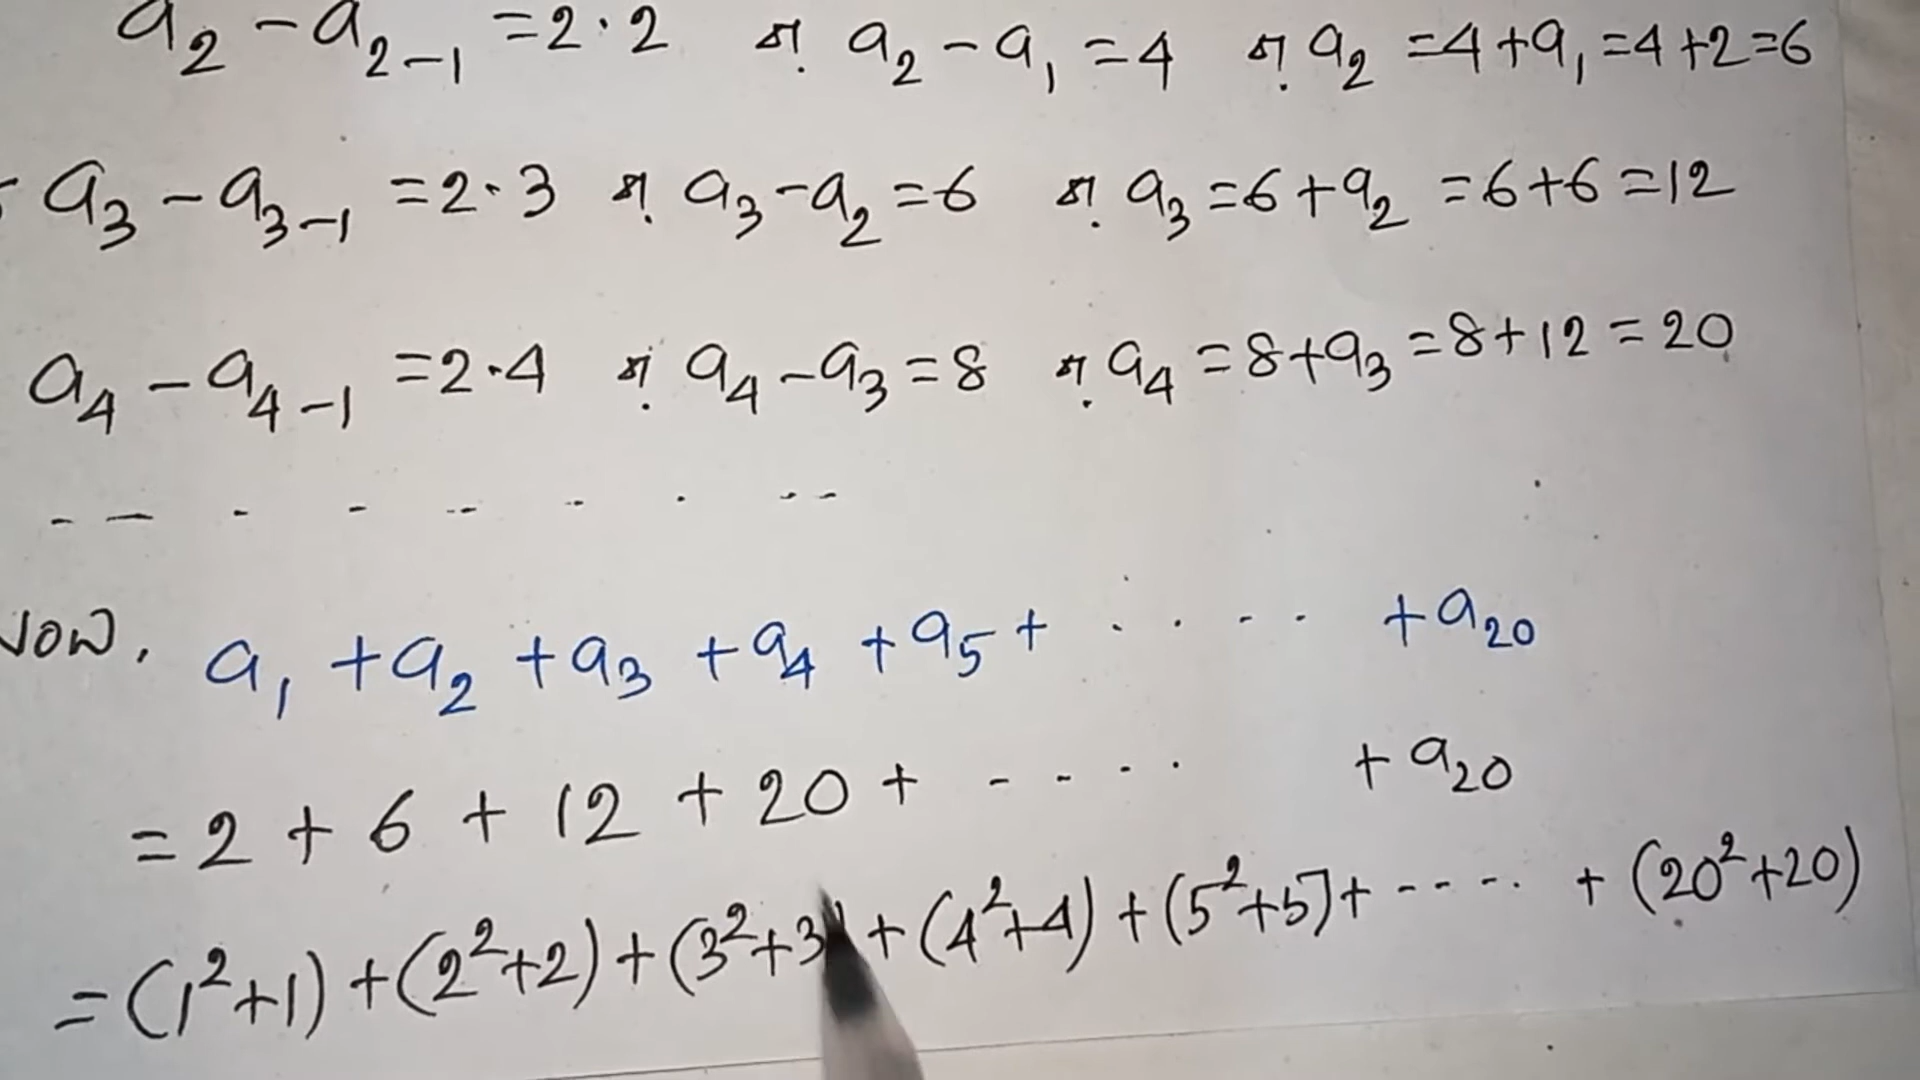 a₂ - a₂₋₁ = 2·2 বা, a₂ - a₁ = 4 বা, a₂ = 4 + a₁ = 4 + 2 = 6
a₃ - a₃₋₁ = 2·3 বা, a₃ - a₂ = 6 বা, a₃ = 6 + a₂ = 6 + 6 = 12
a₄ - a₄₋₁ = 2·4 বা, a₄ - a₃ = 8 বা, a₄ = 8 + a₃ = 8 + 12 = 20
- - - - - - - - -
Now, a₁ + a₂ + a₃ + a₄ + a₅ + ..... + a₂₀
= 2 + 6 + 12 + 20 + ..... + a₂₀
= (1² + 1) + (2² + 2) + (3² + 3) + (4² + 4) + (5² + 5) + ..... + (20² + 20)